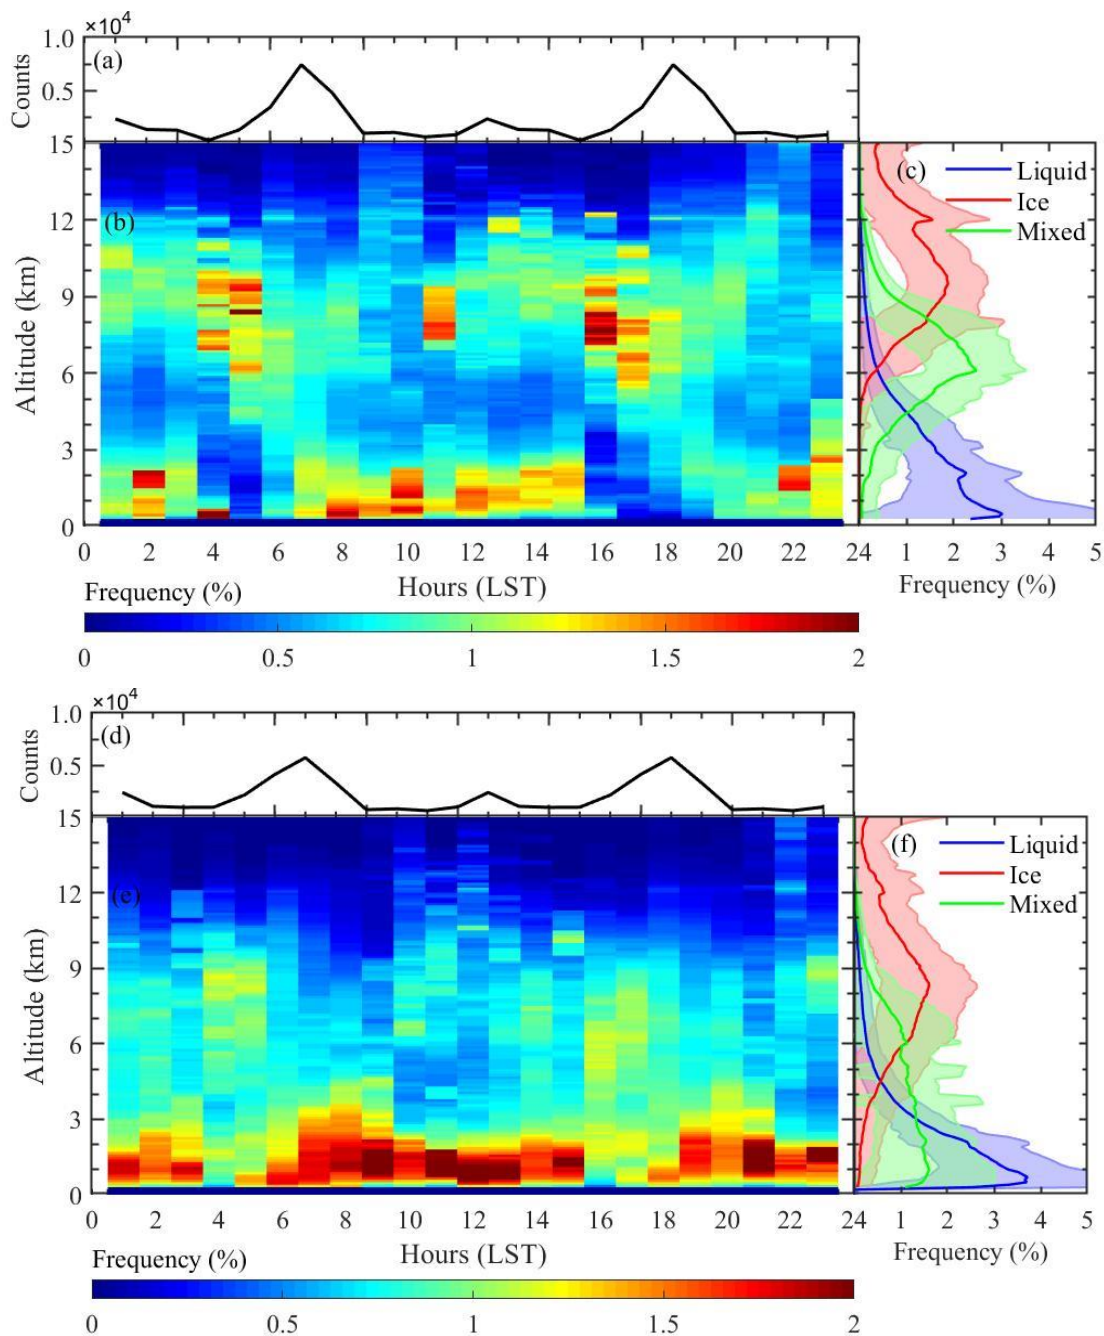 ×10⁴
1.0
0.5
Counts
(a)
15
12
9
6
3
0
Altitude (km)
(b)
(c)
Liquid
Ice
Mixed
0 2 4 6 8 10 12 14 16 18 20 22 24 1 2 3 4 5
Frequency (%) Hours (LST) Frequency (%)
0 0.5 1 1.5 2
×10⁴
1.0
0.5
Counts
(d)
15
12
9
6
3
0
Altitude (km)
(e)
(f)
Liquid
Ice
Mixed
0 2 4 6 8 10 12 14 16 18 20 22 24 1 2 3 4 5
Frequency (%) Hours (LST) Frequency (%)
0 0.5 1 1.5 2